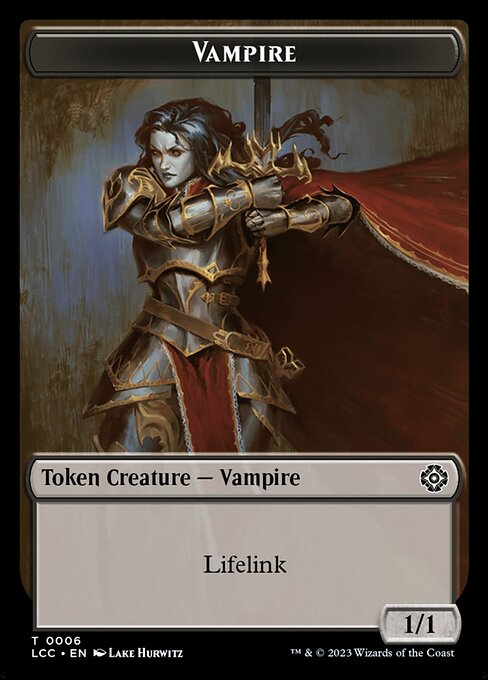 Vampire
Token Creature — Vampire
Lifelink
1/1
T 0006
LCC • EN Lake Hurwitz
™ & © 2023 Wizards of the Coast